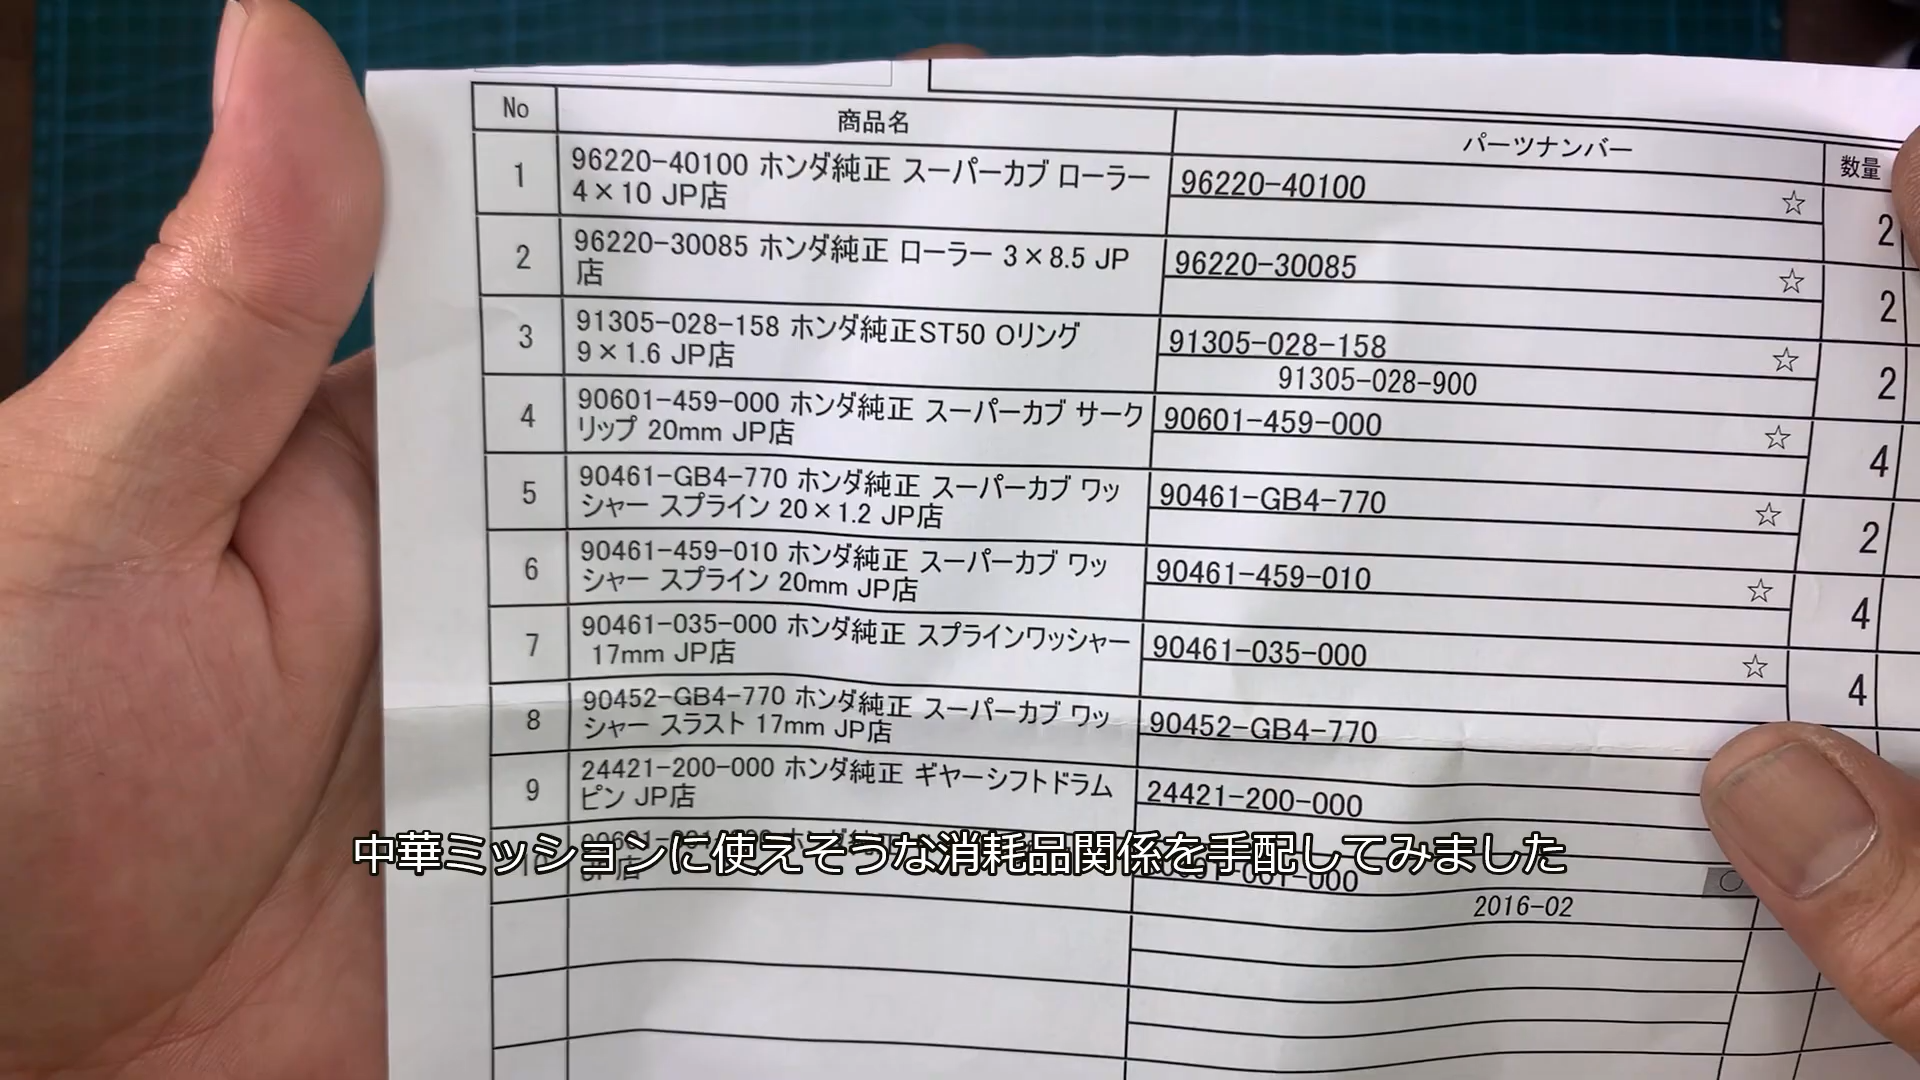 No 商品名 パーツナンバー 数量
1 96220-40100 ホンダ純正 スーパーカブ ローラー 96220-40100 ☆ 2
4×10 JP店
2 96220-30085 ホンダ純正 ローラー 3×8.5 JP 96220-30085 ☆ 2
店
3 91305-028-158 ホンダ純正ST50 Oリング 91305-028-158 ☆ 2
9×1.6 JP店 91305-028-900
4 90601-459-000 ホンダ純正 スーパーカブ サーク 90601-459-000 ☆ 4
リップ 20mm JP店
5 90461-GB4-770 ホンダ純正 スーパーカブ ワッ 90461-GB4-770 ☆ 2
シャー スプライン 20×1.2 JP店
6 90461-459-010 ホンダ純正 スーパーカブ ワッ 90461-459-010 ☆ 4
シャー スプライン 20mm JP店
7 90461-035-000 ホンダ純正 スプラインワッシャー 90461-035-000 ☆ 4
17mm JP店
8 90452-GB4-770 ホンダ純正 スーパーカブ ワッ 90452-GB4-770
シャー スラスト 17mm JP店
9 24421-200-000 ホンダ純正 ギヤーシフトドラム 24421-200-000
ピン JP店
中華ミッションに使えそうな消耗品関係を手配してみました
10
JP店
2016-02